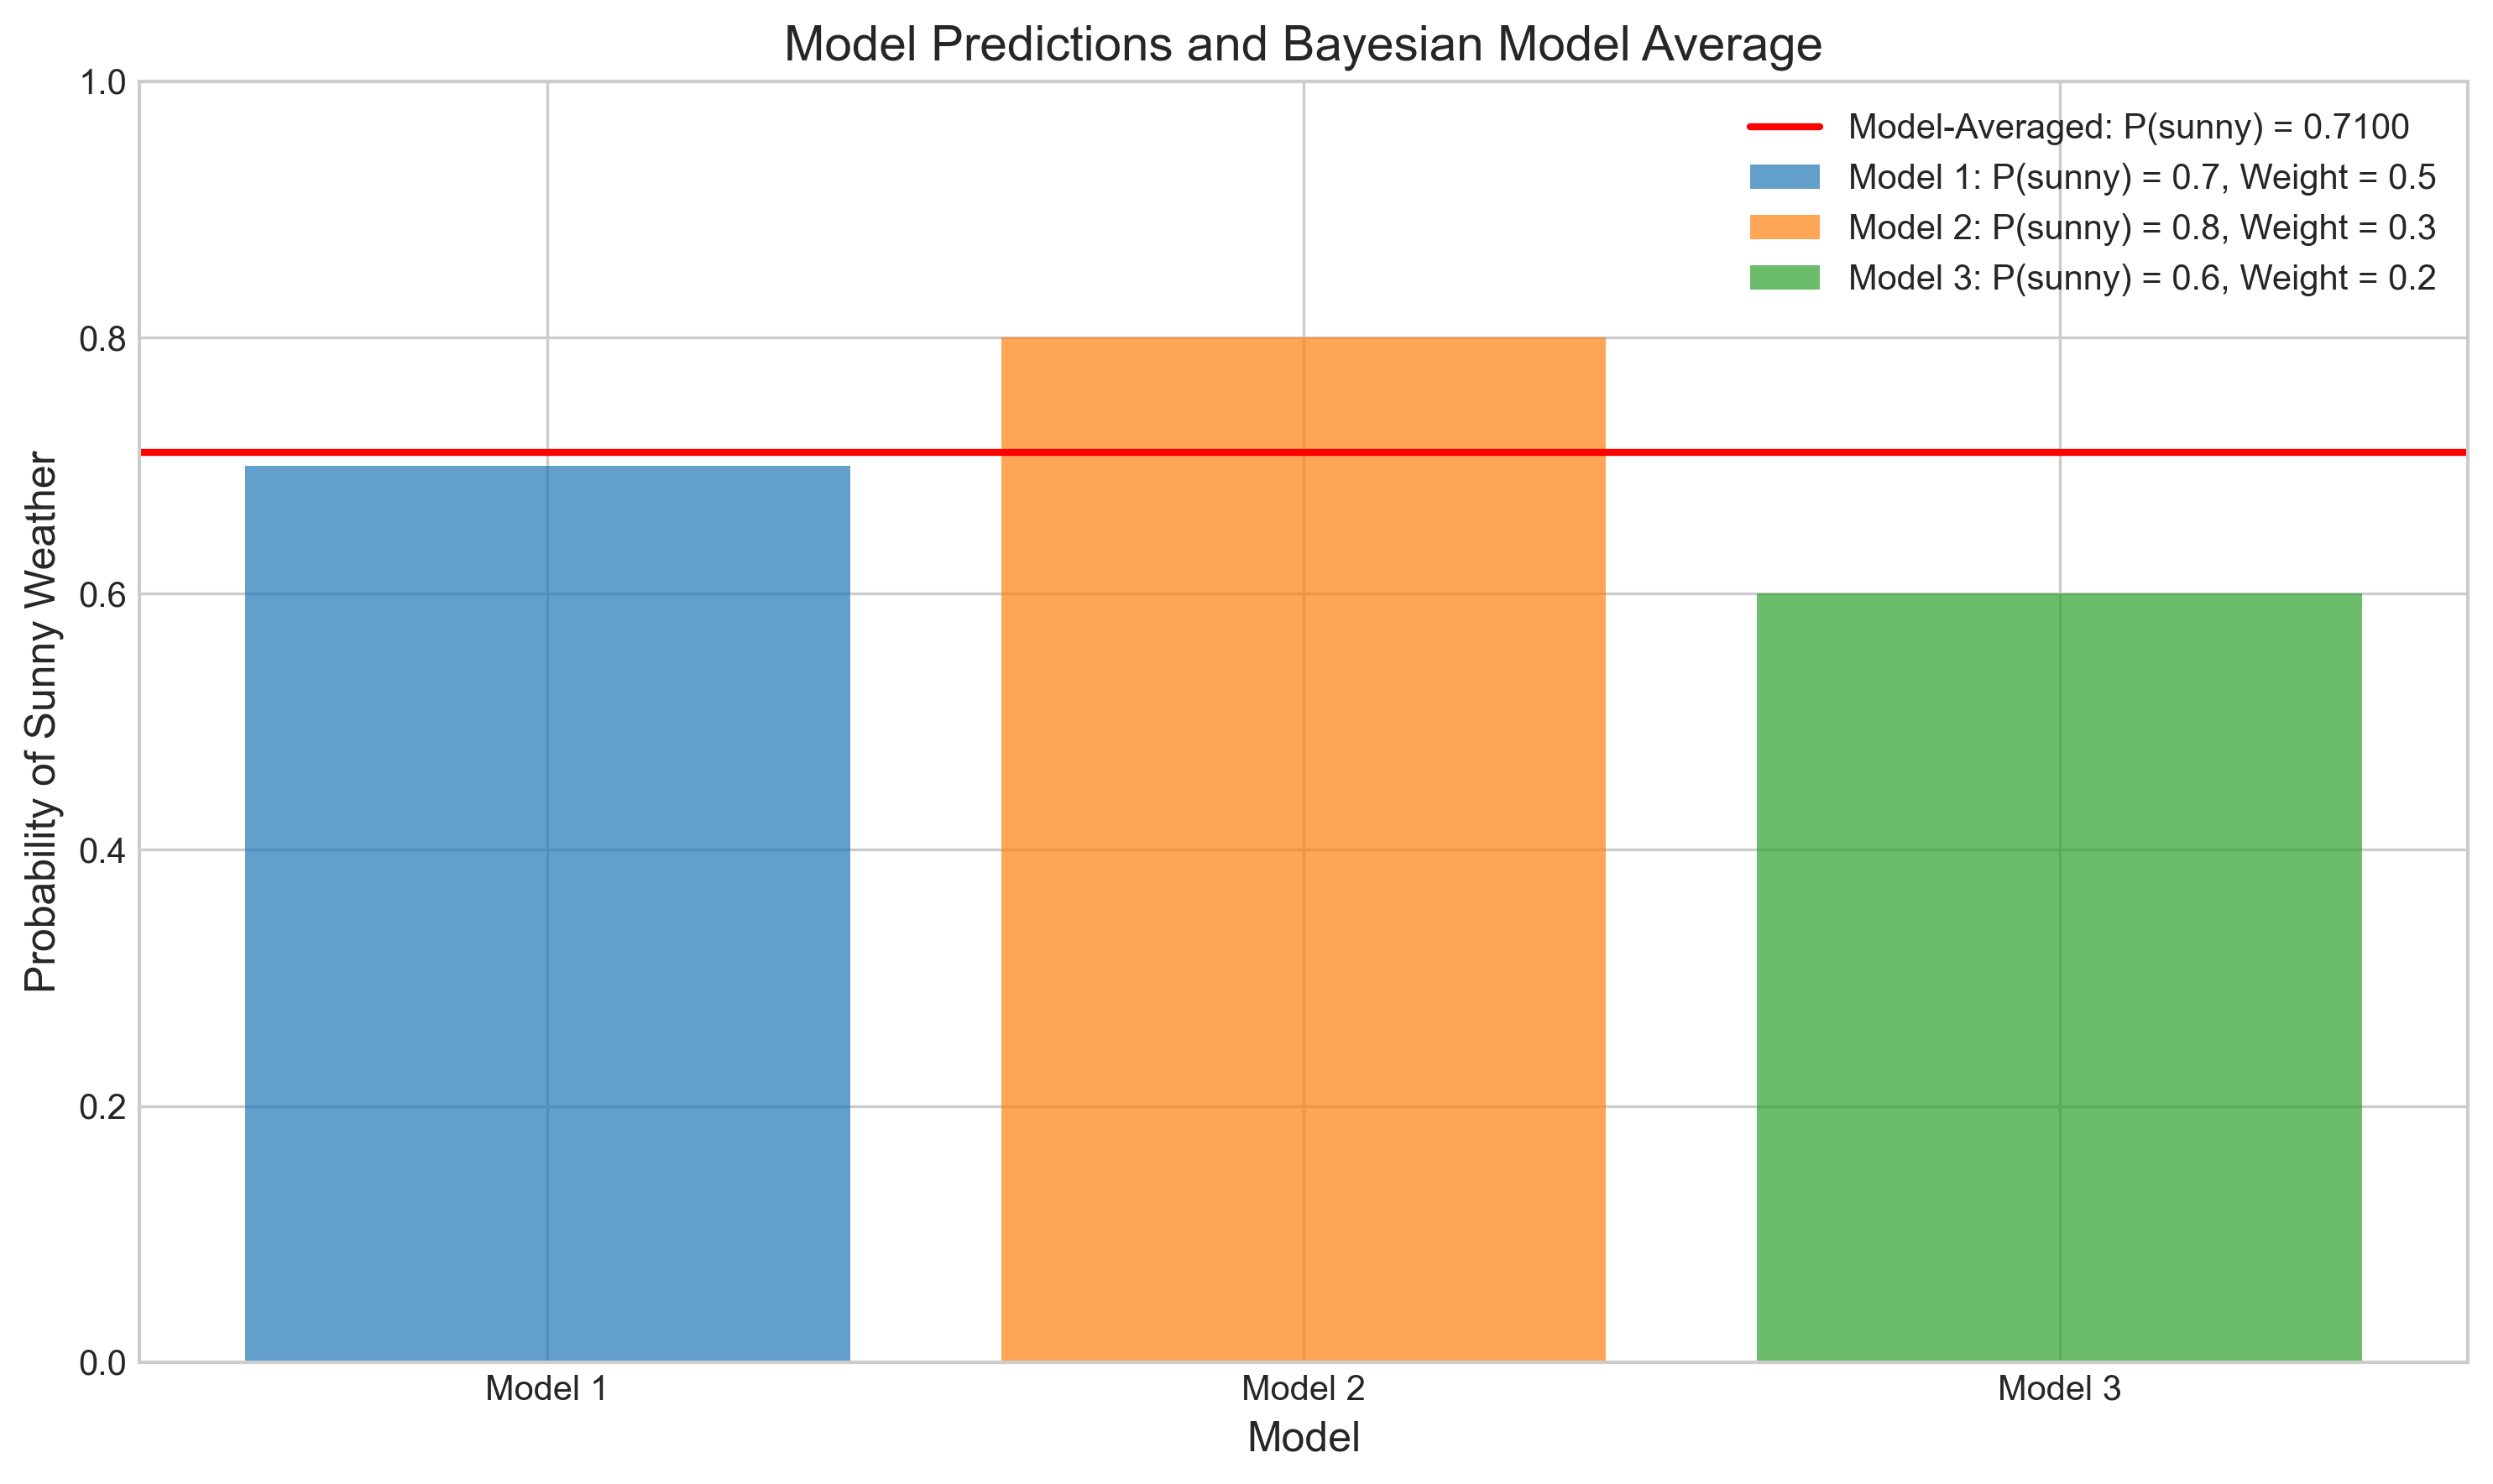 Model Predictions and Bayesian Model Average
1.0
0.8
0.6
0.4
0.2
0.0
Probability of Sunny Weather
Model-Averaged: P(sunny) = 0.7100
Model 1: P(sunny) = 0.7, Weight = 0.5
Model 2: P(sunny) = 0.8, Weight = 0.3
Model 3: P(sunny) = 0.6, Weight = 0.2
Model 1
Model 2
Model 3
Model